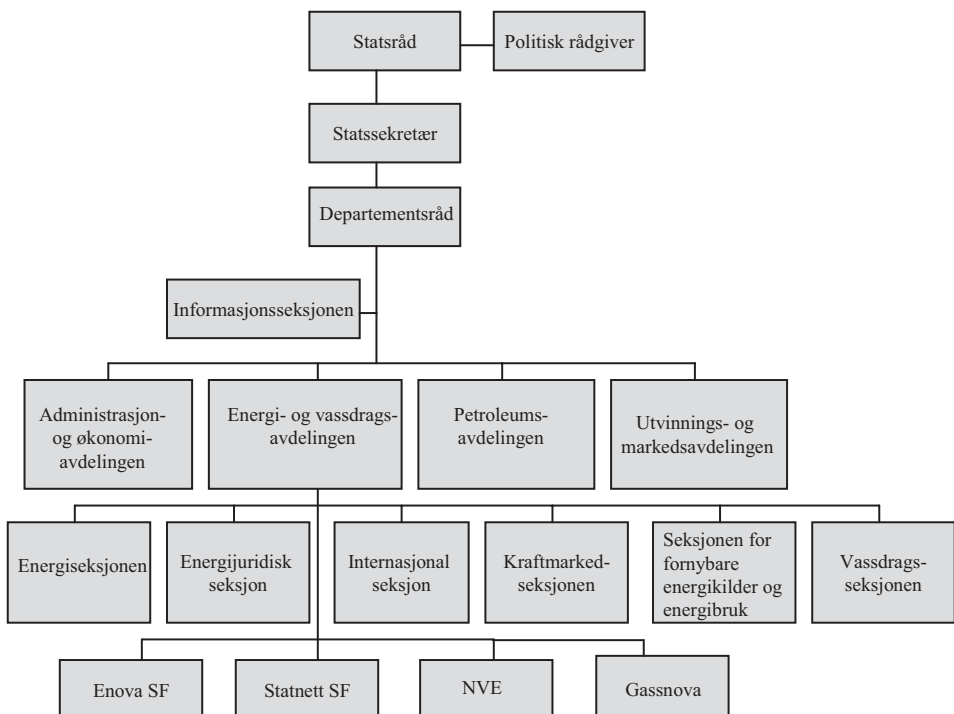 Statsråd
Politisk rådgiver
Statssekretær
Departementsråd
Informasjonsseksjonen
Administrasjon-
og økonomi-
avdelingen
Energi- og vassdrags-
avdelingen
Petroleums-
avdelingen
Utvinnings- og
markedsavdelingen
Energiseksjonen
Energijuridisk
seksjon
Internasjonal
seksjon
Kraftmarked-
seksjonen
Seksjonen for
fornybare
energikilder og
energibruk
Vassdrags-
seksjonen
Enova SF
Statnett SF
NVE
Gassnova